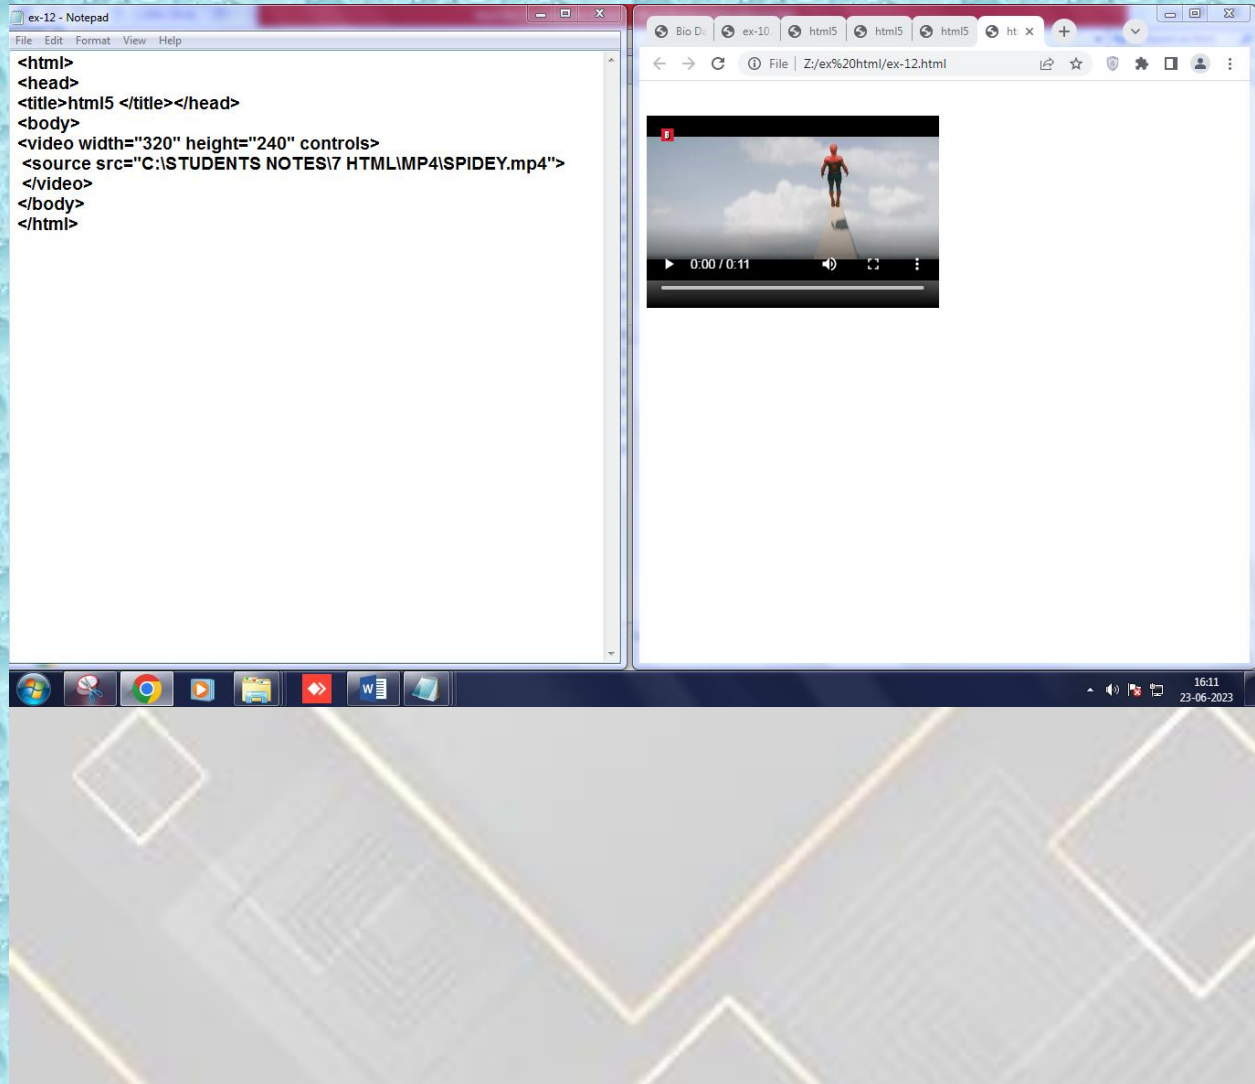 ex-12 - Notepad
File Edit Format View Help
<html>
<head>
<title>html5 </title></head>
<body>
<video width="320" height="240" controls>
<source src="C:\STUDENTS NOTES\7 HTML\MP4\SPIDEY.mp4">
</video>
</body>
</html>
Bio Da ex-10. html5 html5 html5 ht
File | Z:/ex%20html/ex-12.html
0:00 / 0:11
16:11
23-06-2023